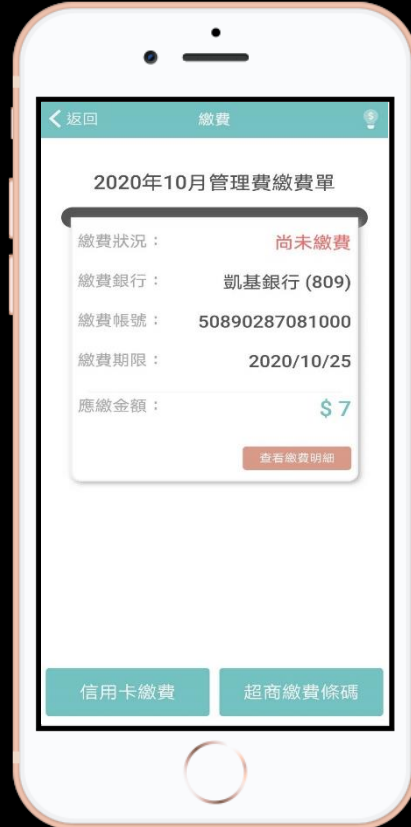 返回 繳費
2020年10月管理費繳費單
繳費狀況： 尚未繳費
繳費銀行： 凱基銀行 (809)
繳費帳號： 50890287081000
繳費期限： 2020/10/25
應繳金額： $ 7
查看繳費明細
信用卡繳費 超商繳費條碼